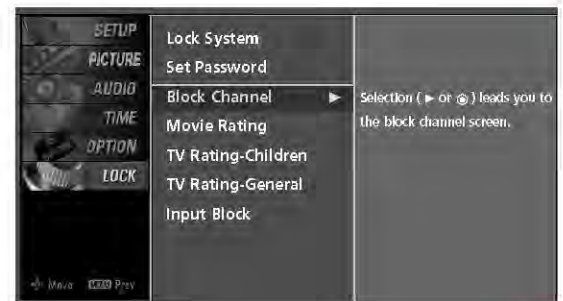 SETUP
PICTURE
AUDIO
TIME
OPTION
LOCK
Move Prev
Lock System
Set Password
Block Channel ►
Movie Rating
TV Rating-Children
TV Rating-General
Input Block
Selection ( ► or ◉ ) leads you to
the block channel screen.